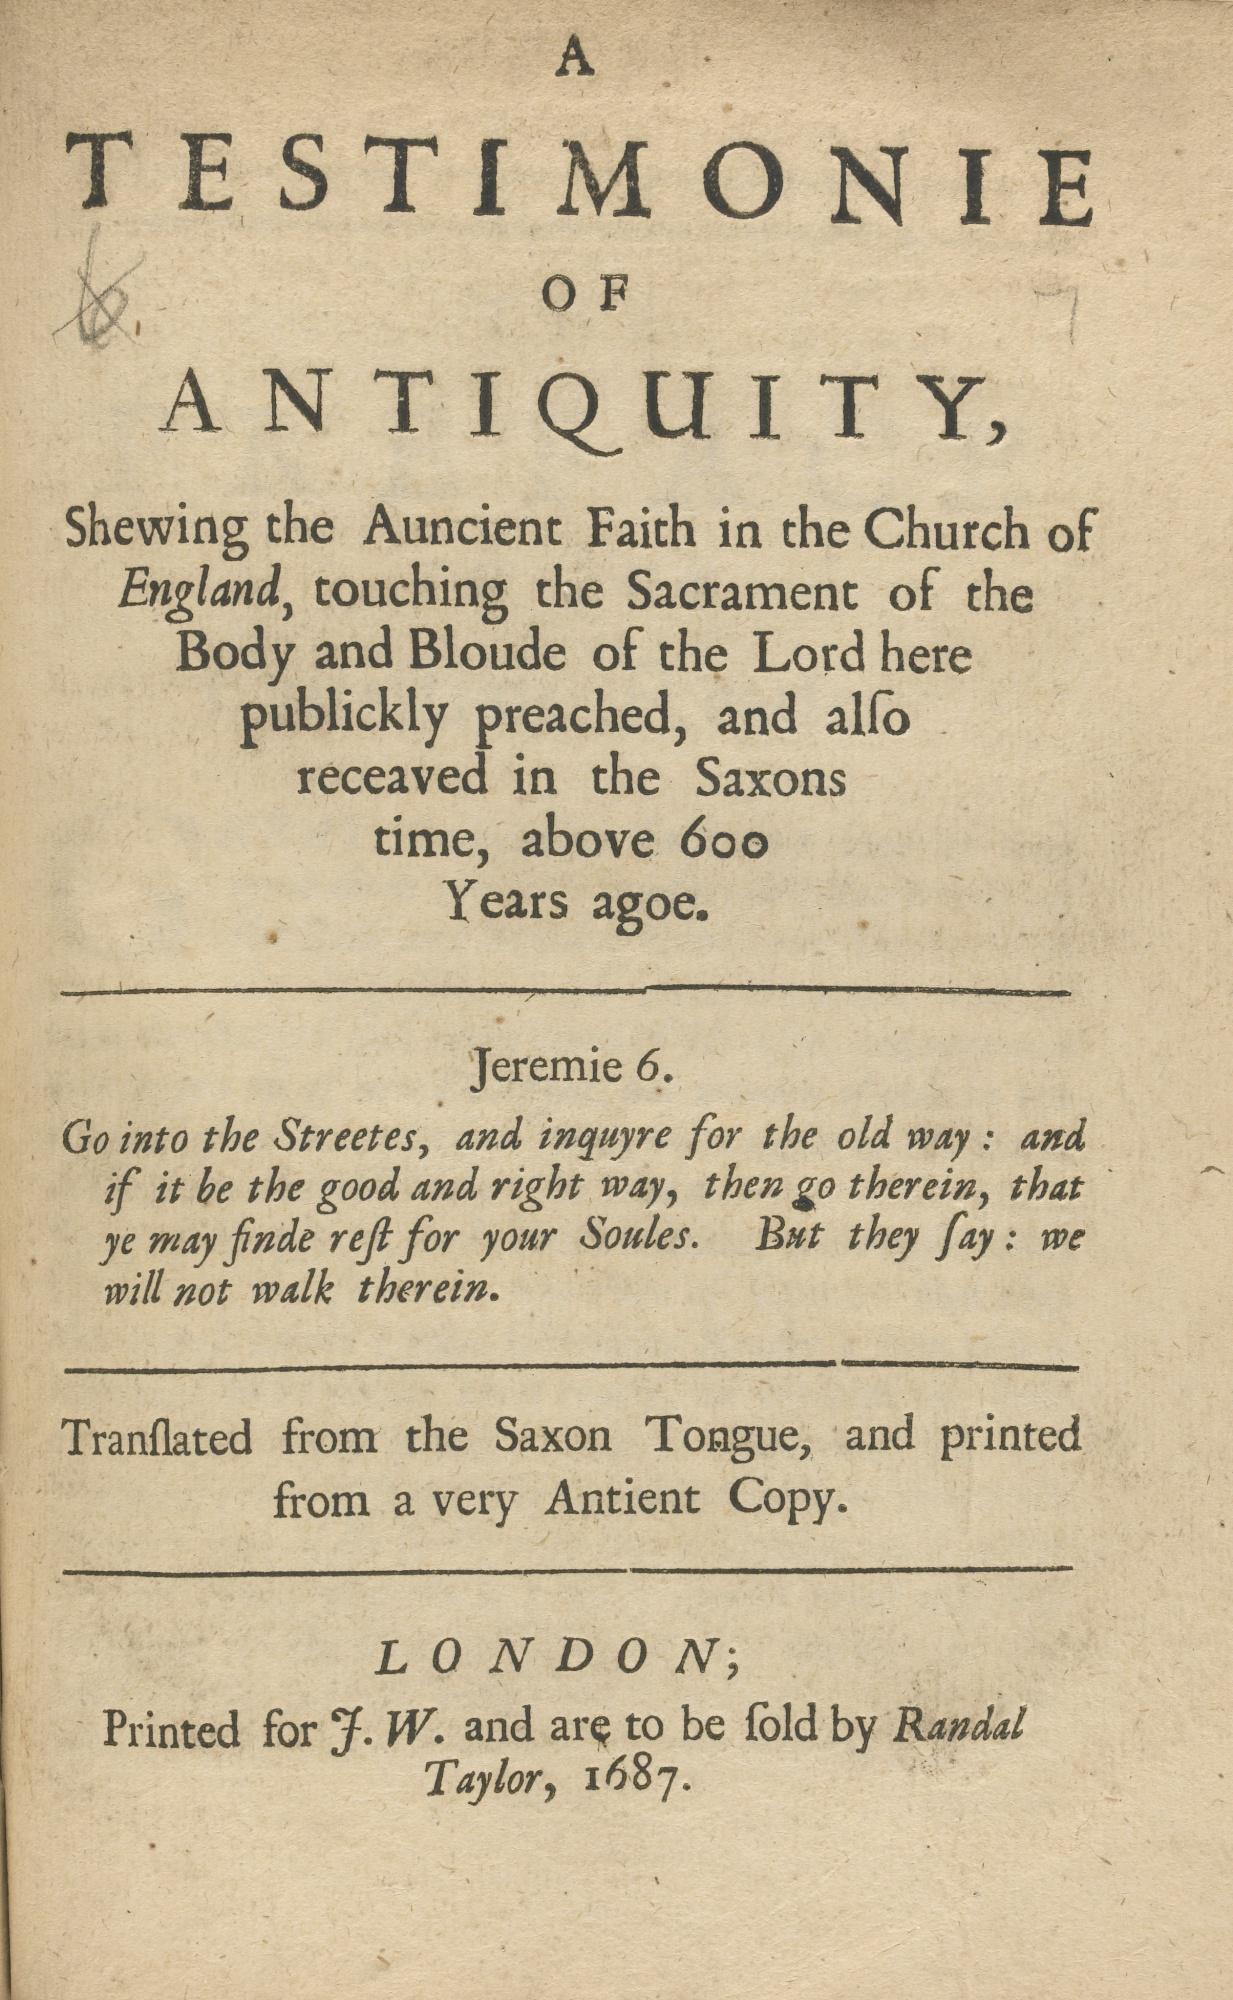 A
TESTIMONIE
OF
ANTIQUITY,
6
7
Shewing the Auncient Faith in the Church of
England, touching the Sacrament of the
Body and Bloude of the Lord here
publickly preached, and alſo
receaved in the Saxons
time, above 600
Years agoe.
Jeremie 6.
Go into the Streetes, and inquyre for the old way : and
if it be the good and right way, then go therein, that
ye may finde reſt for your Soules. But they ſay : we
will not walk therein.
Tranſlated from the Saxon Tongue, and printed
from a very Antient Copy.
LONDON;
Printed for J. W. and are to be ſold by Randal
Taylor, 1687.